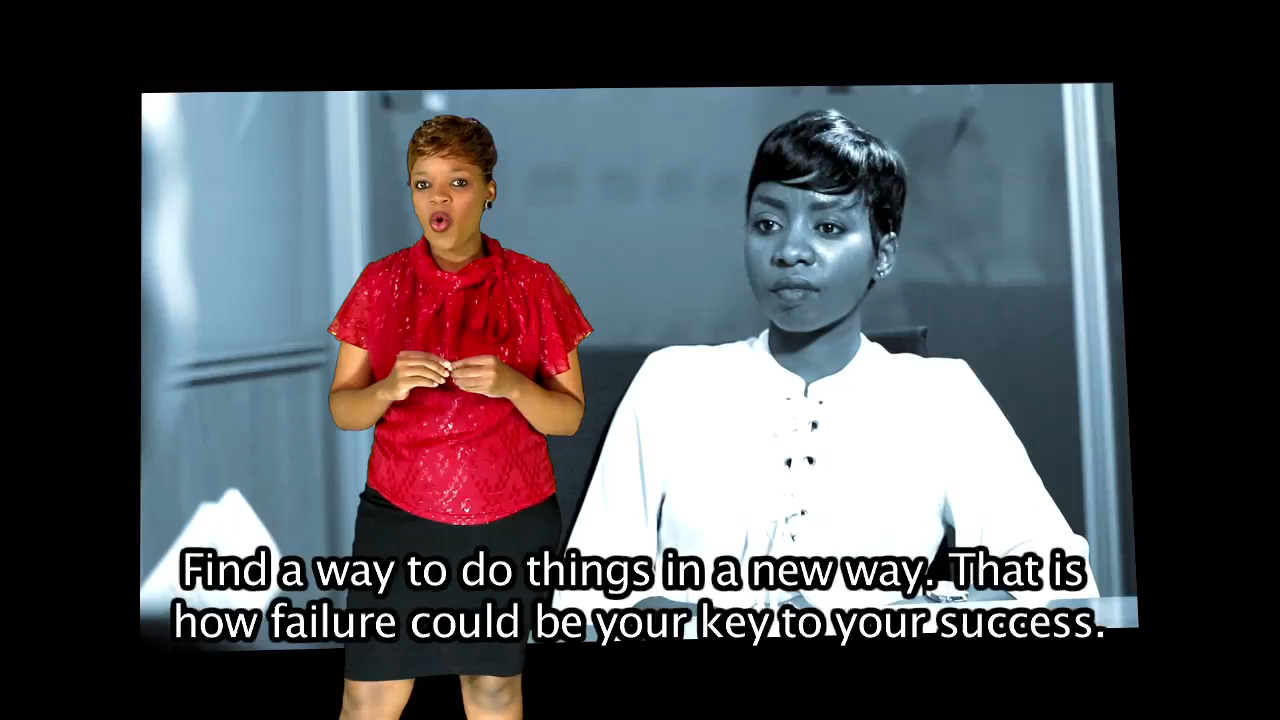 Find a way to do things in a new way. That is
how failure could be your key to your success.